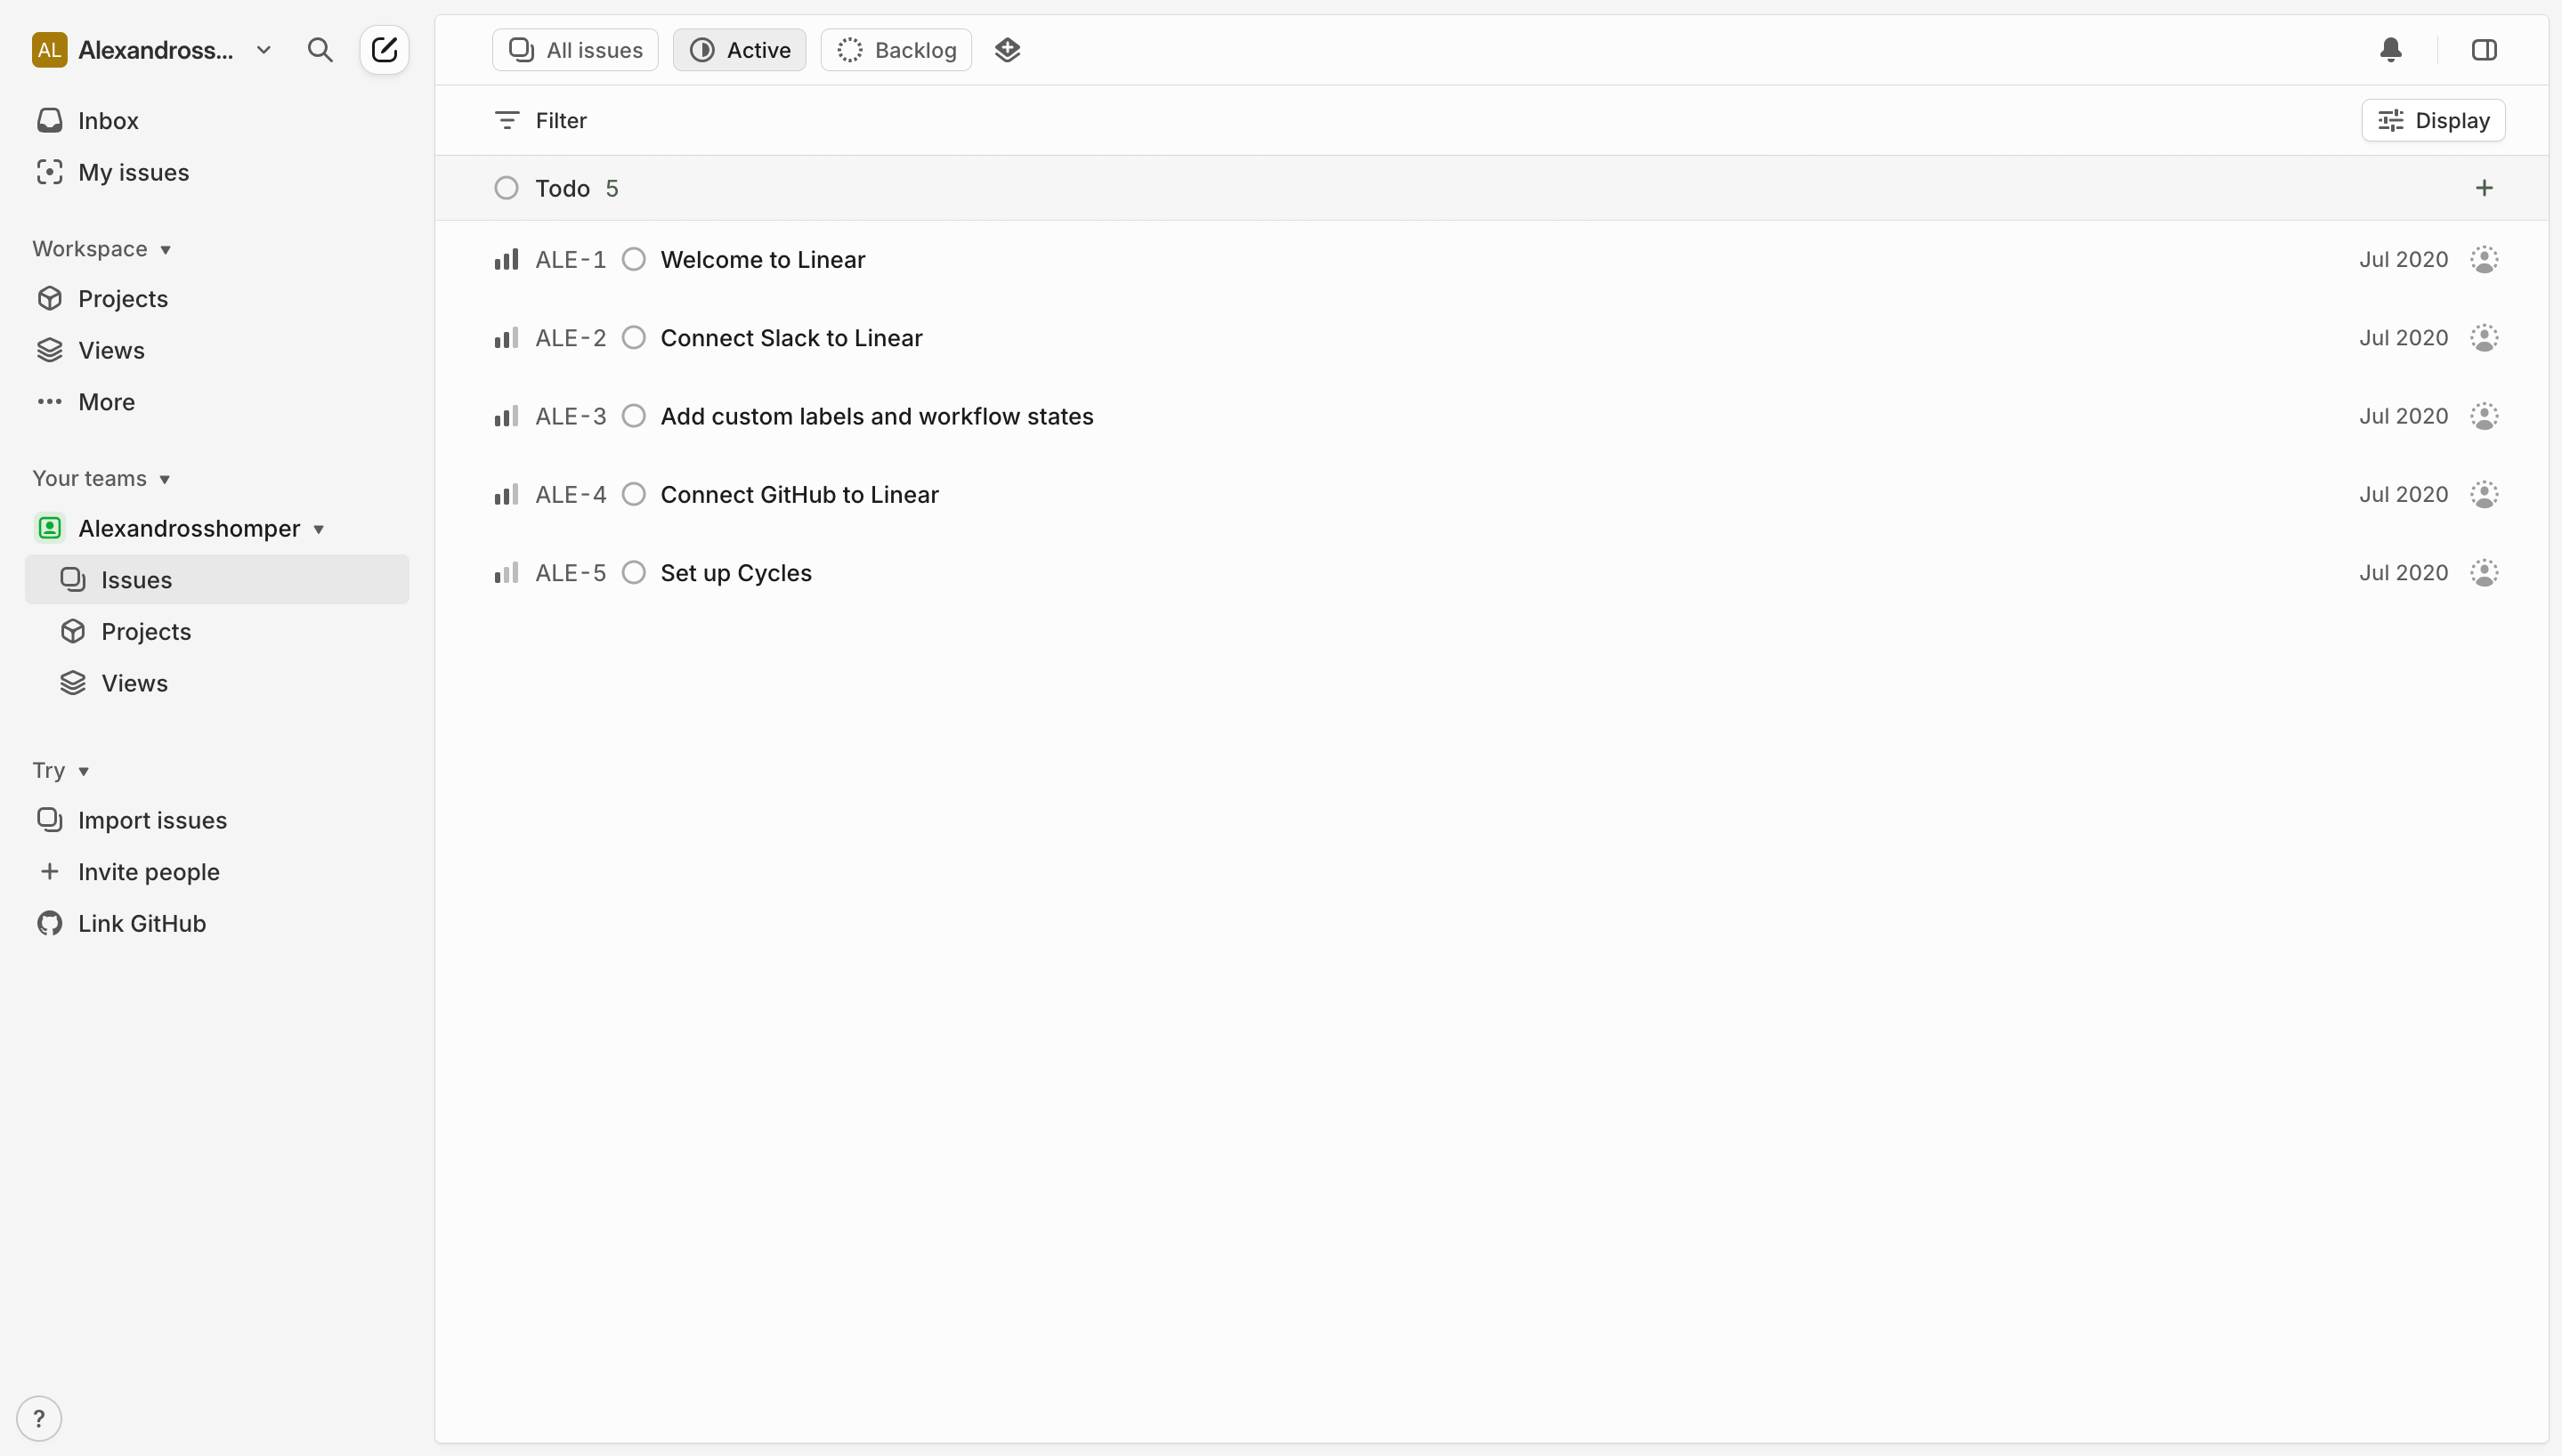 AL Alexandross...
Inbox
My issues
Workspace
Projects
Views
More
Your teams
Alexandrosshomper
Issues
Projects
Views
Try
Import issues
Invite people
Link GitHub
?
All issues Active Backlog
Filter Display
Todo 5
ALE-1 Welcome to Linear Jul 2020
ALE-2 Connect Slack to Linear Jul 2020
ALE-3 Add custom labels and workflow states Jul 2020
ALE-4 Connect GitHub to Linear Jul 2020
ALE-5 Set up Cycles Jul 2020